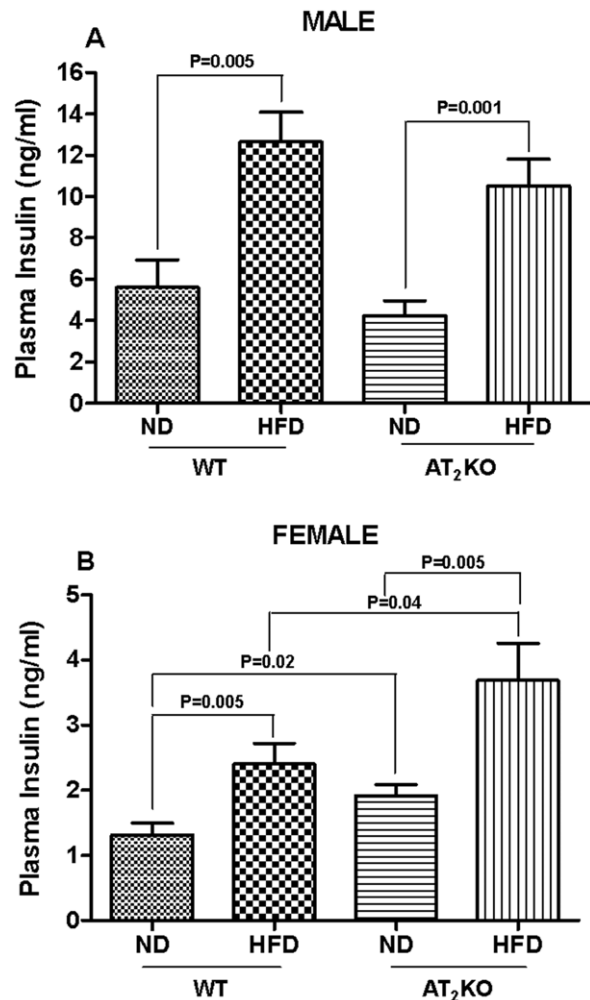 MALE
A
16
14
12
10
8
6
4
2
0
Plasma Insulin (ng/ml)
P=0.005
P=0.001
ND HFD ND HFD
WT AT₂KO
FEMALE
B
5
4
3
2
1
0
Plasma Insulin (ng/ml)
P=0.005
P=0.04
P=0.02
P=0.005
ND HFD ND HFD
WT AT₂KO